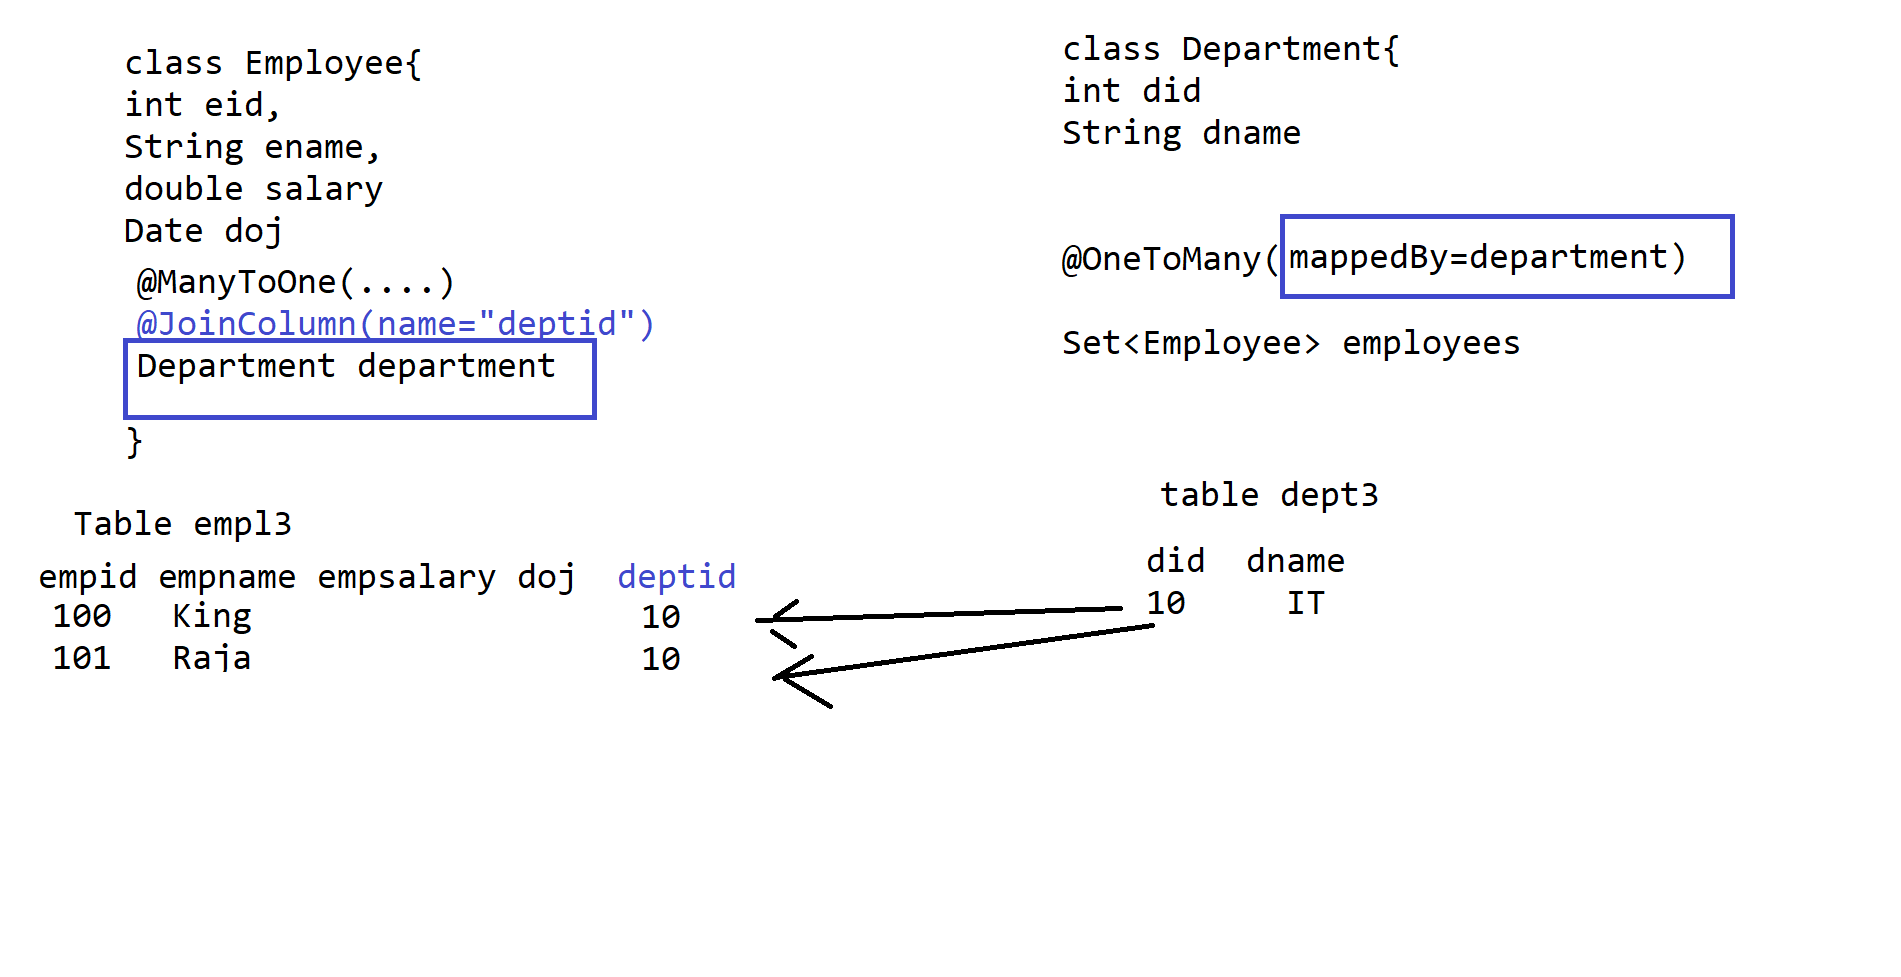 class Employee{
int eid,
String ename,
double salary
Date doj
@ManyToOne(....)
@JoinColumn(name="deptid")
Department department
}
class Department{
int did
String dname
@OneToMany(mappedBy=department)
Set<Employee> employees
Table empl3
empid empname empsalary doj deptid
100 King 10
101 Raja 10
table dept3
did dname
10 IT